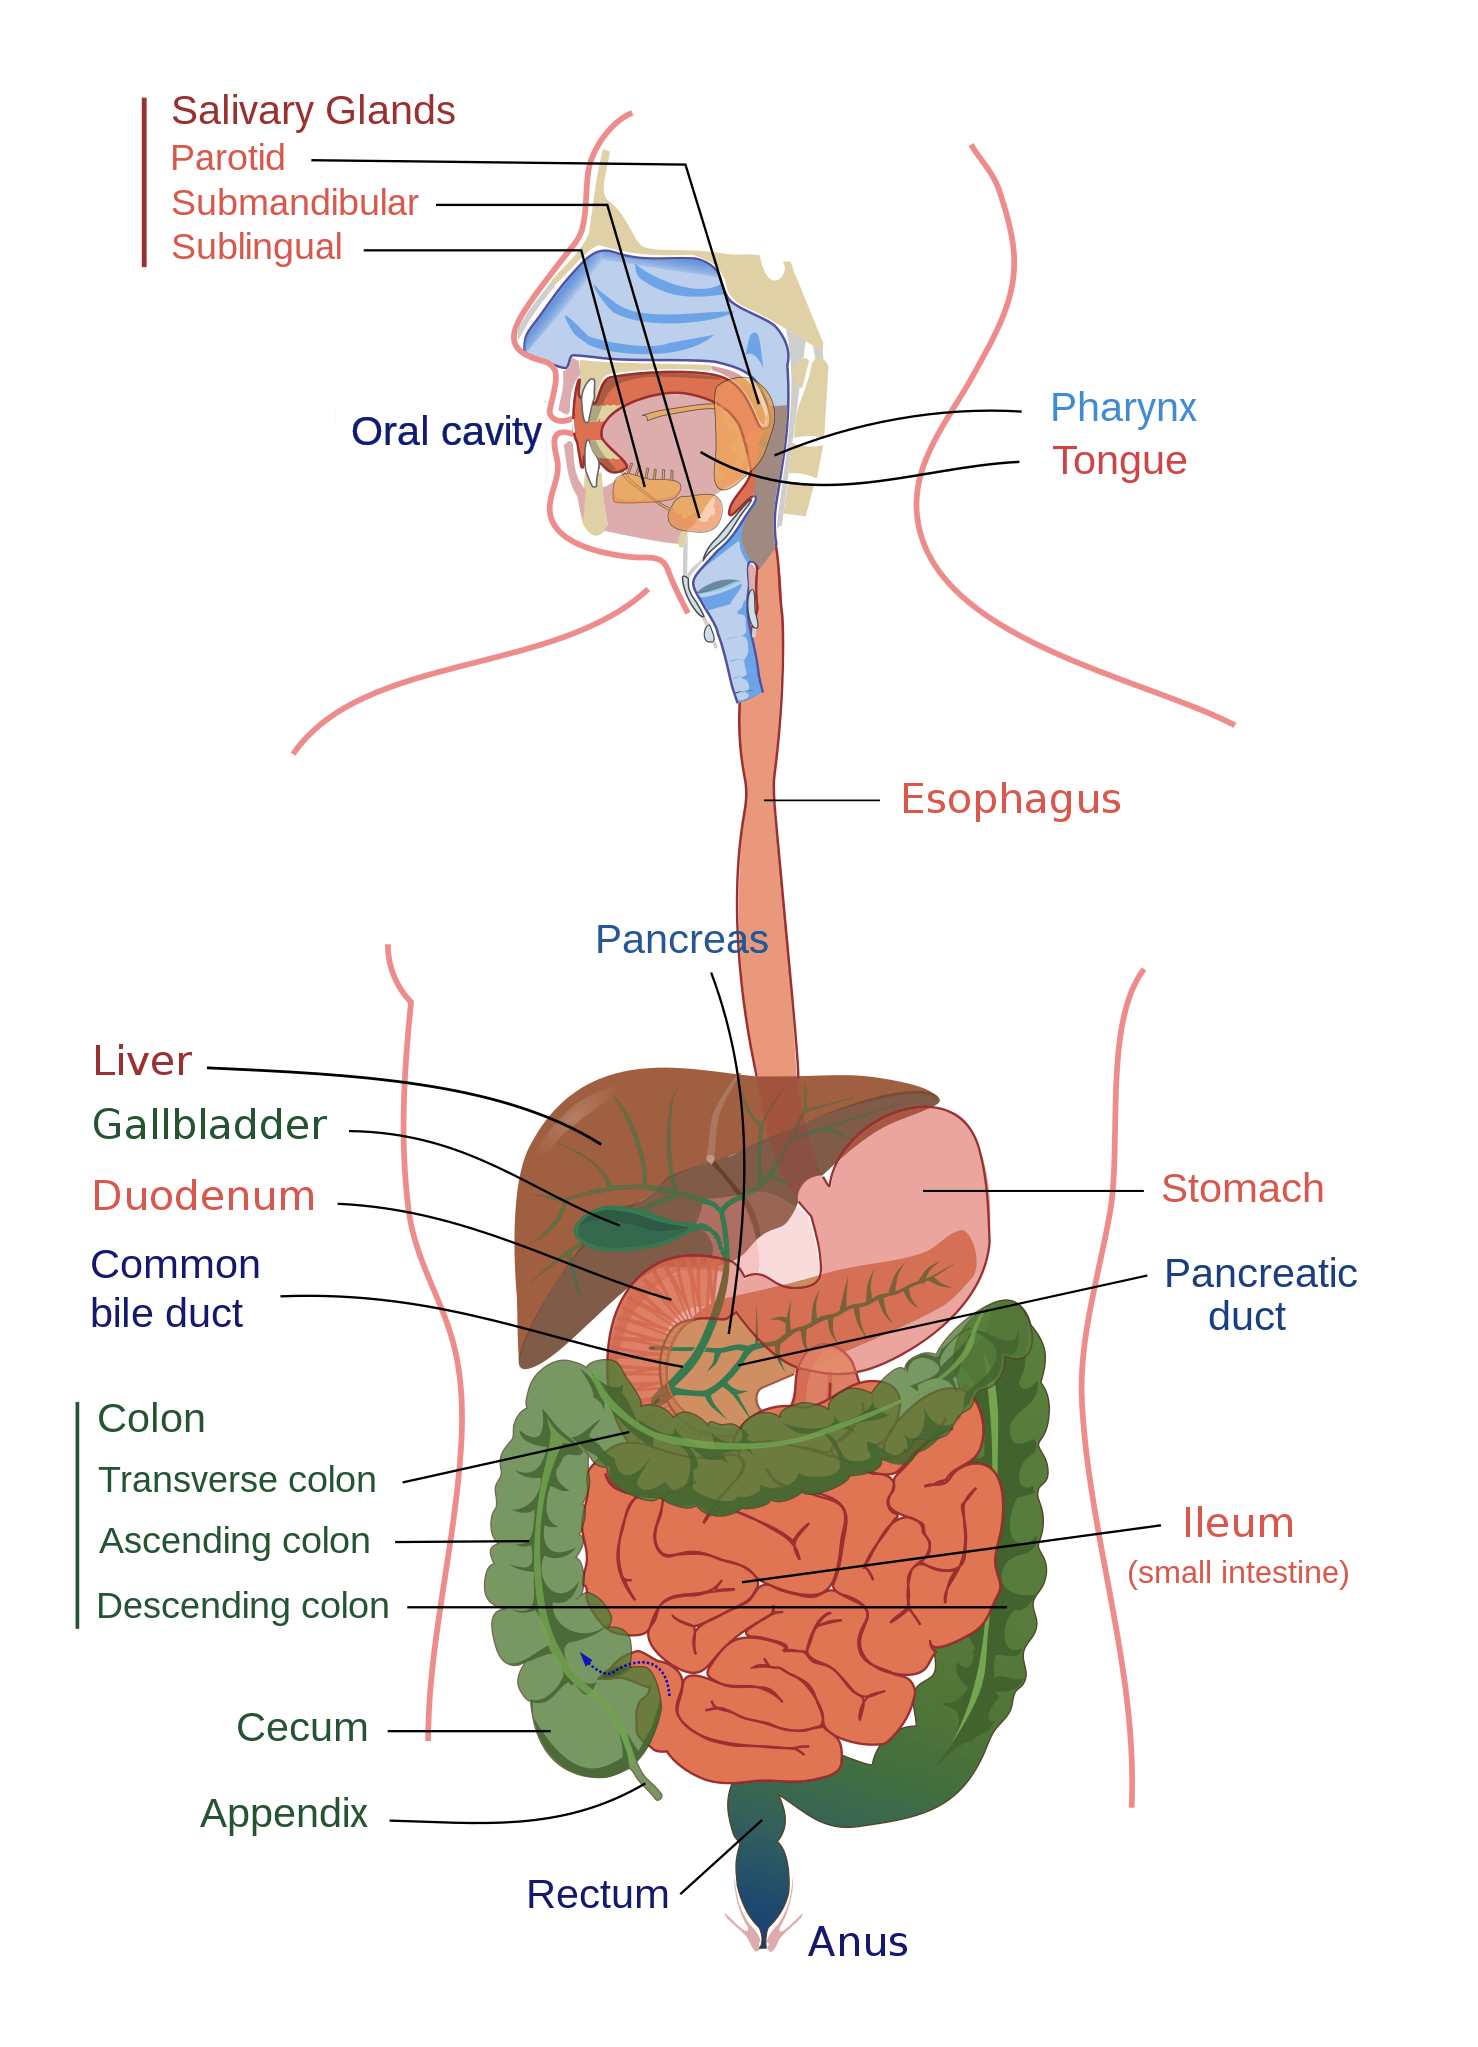 Salivary Glands
Parotid
Submandibular
Sublingual
Oral cavity
Pharynx
Tongue
Esophagus
Pancreas
Liver
Gallbladder
Duodenum
Common
bile duct
Stomach
Pancreatic
duct
Colon
Transverse colon
Ascending colon
Descending colon
Ileum
(small intestine)
Cecum
Appendix
Rectum
Anus